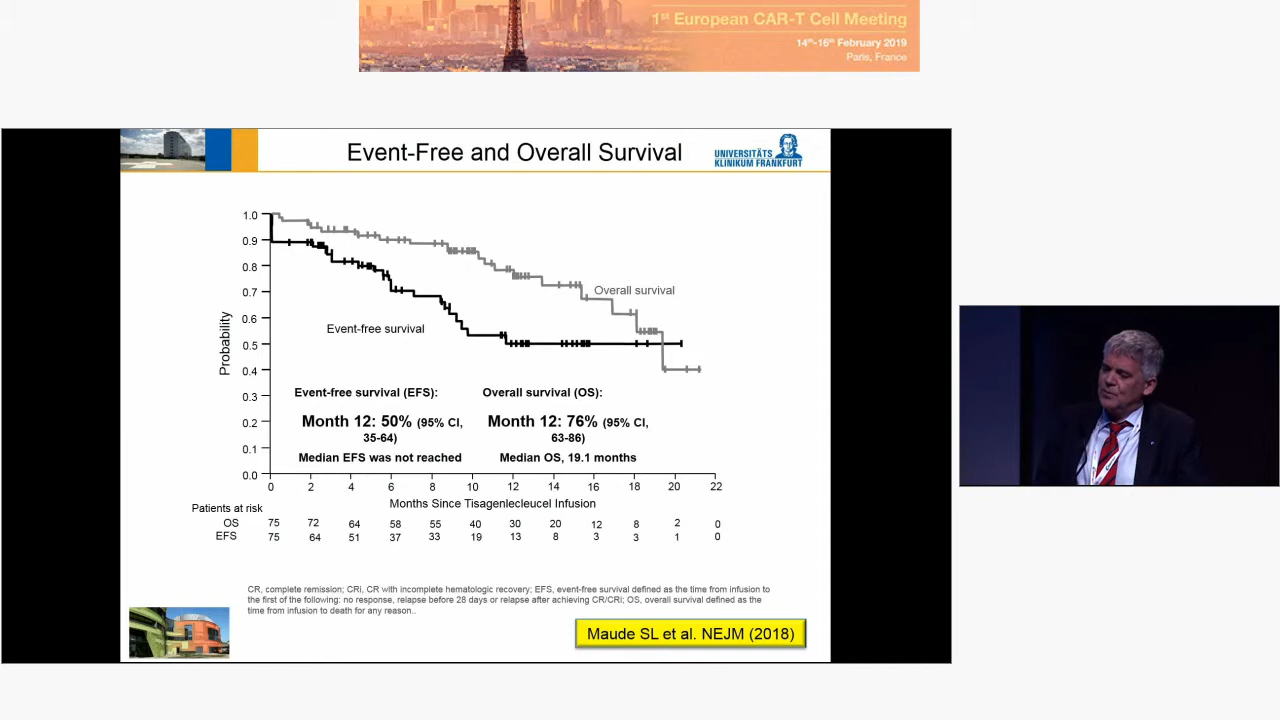 1st European CAR-T Cell Meeting
14th-16th February 2019
Paris, France
Event-Free and Overall Survival
UNIVERSITÄTS
KLINIKUM FRANKFURT
1.0
0.9
0.8
0.7
0.6
0.5
0.4
0.3
0.2
0.1
0.0
Probability
Overall survival
Event-free survival
Event-free survival (EFS):
Month 12: 50% (95% CI,
35-64)
Median EFS was not reached
Overall survival (OS):
Month 12: 76% (95% CI,
63-86)
Median OS, 19.1 months
0 2 4 6 8 10 12 14 16 18 20 22
Months Since Tisagenlecleucel Infusion
Patients at risk
OS 75 72 64 58 55 40 30 20 12 8 2 0
EFS 75 64 51 37 33 19 13 8 3 3 1 0
CR, complete remission; CRi, CR with incomplete hematologic recovery; EFS, event-free survival defined as the time from infusion to
the first of the following: no response, relapse before 28 days or relapse after achieving CR/CRi; OS, overall survival defined as the
time from infusion to death for any reason..
Maude SL et al. NEJM (2018)